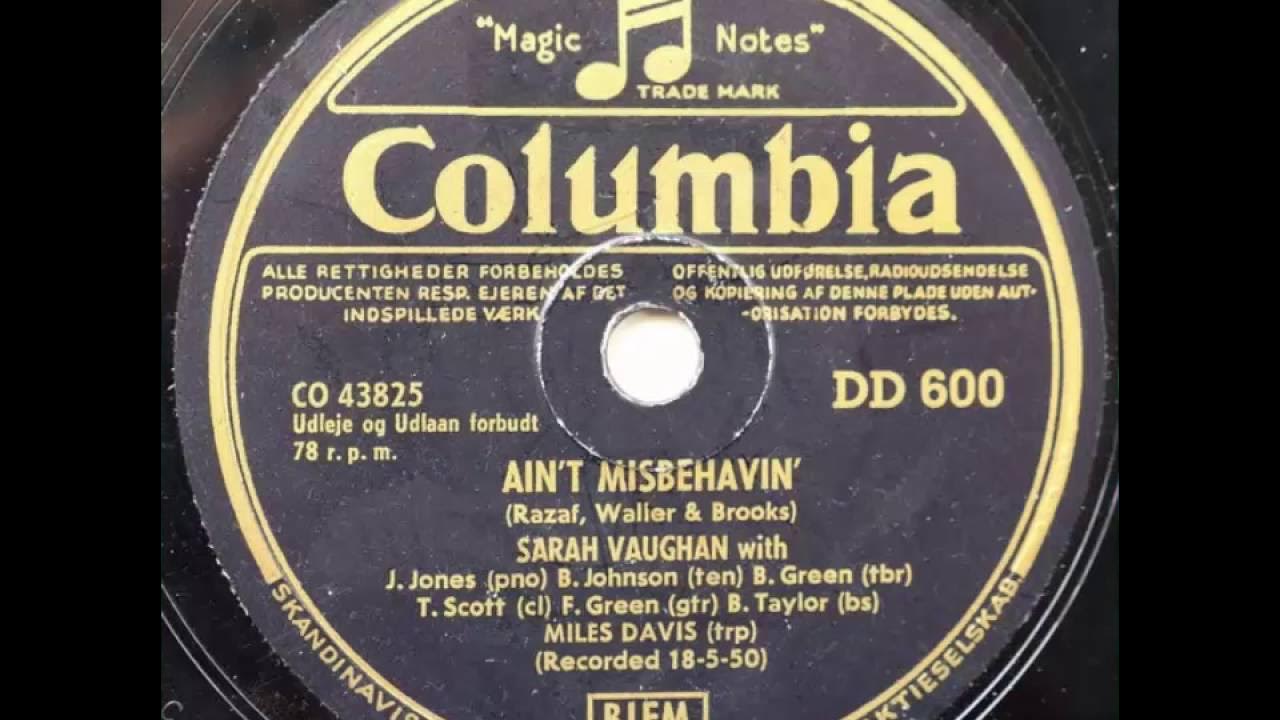 "Magic Notes"
TRADE MARK
Columbia
ALLE RETTIGHEDER FORBEHOLDES
PRODUCENTEN RESP. EJEREN AF DET
INDSPILLEDE VÆRK
OFFENTLIG UDFØRELSE, RADIOUDSENDELSE
OG KOPIERING AF DENNE PLADE UDEN AUT-
-ORISATION FORBYDES.
CO 43825
DD 600
Udleje og Udlaan forbudt
78 r. p. m.
AIN'T MISBEHAVIN'
(Razaf, Waller & Brooks)
SARAH VAUGHAN with
J. Jones (pno) B. Johnson (ten) B. Green (tbr)
T. Scott (cl) F. Green (gtr) B. Taylor (bs)
MILES DAVIS (trp)
(Recorded 18-5-50)
SKANDINAVIS
KTIESELSKAB.